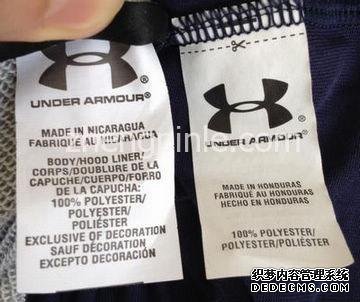 UNDER ARMOUR®
MADE IN NICARAGUA
FABRIQUÉ AU NICARAGUA
BODY/HOOD LINER/
CORPS/DOUBLURE DE LA
CAPUCHE/CUERPO/FORRO
DE LA CAPUCHA:
100% POLYESTER/
POLYESTER/
POLIÉSTER
EXCLUSIVE OF DECORATION
SAUF DÉCORATION
EXCEPTO DECORACIÓN
UNDER ARMOUR®
MADE IN HONDURAS
FABRIQUÉ AU HONDURAS
HECHO EN HONDURAS
100% POLYESTER/
POLYESTER/POLIÉSTER
织梦内容管理系统
DEDECMS.COM